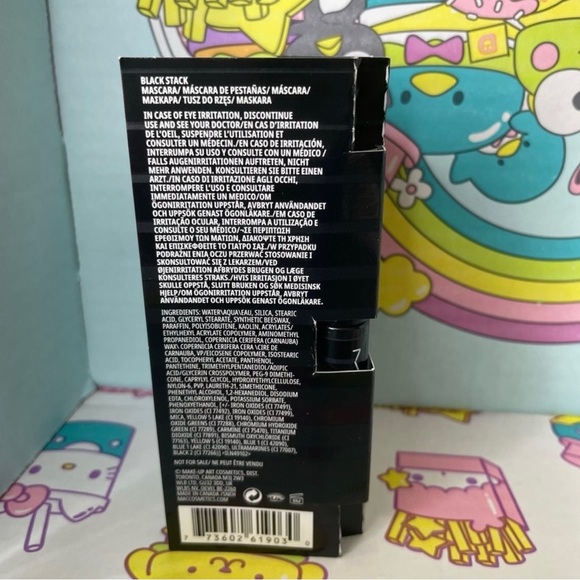 BLACK STACK
MASCARA/ MÁSCARA DE PESTAÑAS/ MÁSCARA/
МАΣΚΑΡΑ/ TUSZ DO RZĘS/ MASKARA
IN CASE OF EYE IRRITATION, DISCONTINUE
USE AND SEE YOUR DOCTOR/EN CAS D'IRRITATION
DE L'OEIL, SUSPENDRE L'UTILISATION ET
CONSULTER UN MÉDECIN./EN CASO DE IRRITACIÓN,
INTERRUMPA SU USO Y CONSULTE CON UN MÉDICO/
FALLS AUGENIRRITATIONEN AUFTRETEN, NICHT
MEHR ANWENDEN. KONSULTIEREN SIE BITTE EINEN
ARZT./IN CASO DI IRRITAZIONE AGLI OCCHI,
INTERROMPERE L'USO E CONSULTARE
IMMEDIATAMENTE UN MEDICO/OM
ÖGONIRRITATION UPPSTÅR, AVBRYT ANVÄNDANDET
OCH UPPSÖK GENAST ÖGONLÄKARE./EM CASO DE
IRRITAÇÃO OCULAR, INTERROMPA A UTILIZAÇÃO E
CONSULTE O SEU MÉDICO/ΣΕ ΠΕΡΙΠΤΩΣΗ
ΕΡΕΘΙΣΜΟΥ ΤΩΝ ΜΑΤΙΩΝ, ΔΙΑΚΟΨΤΕ ΤΗ ΧΡΗΣΗ
ΚΑΙ ΕΠΙΣΚΕΦΘΕΙΤΕ ΤΟ ΓΙΑΤΡΟ ΣΑΣ./W PRZYPADKU
PODRAŻNI ENIA OCZU PRZERWAĆ STOSOWANIE I
SKONSULTOWAĆ SIĘ Z LEKARZEM/VED
ØJENIRRITATION AFBRYDES BRUGEN OG LÆGE
KONSULTERES STRAKS./HVIS IRRITASJON I ØYET
SKULLE OPPSTÅ, SLUTT BRUKEN OG SØK MEDISINSK
HJELP/OM ÖGONIRRITATION UPPSTÅR, AVBRYT
ANVÄNDANDET OCH UPPSÖK GENAST ÖGONLÄKARE.
INGREDIENTS: WATER\AQUA\EAU, SILICA, STEARIC
ACID, GLYCERYL STEARATE, SYNTHETIC BEESWAX,
PARAFFIN, POLYISOBUTENE, KAOLIN, ACRYLATES/
ETHYLHEXYL ACRYLATE COPOLYMER, AMINOMETHYL
PROPANEDIOL, COPERNICIA CERIFERA (CARNAUBA)
WAX\ COPERNICIA CERIFERA CERA \CIRE DE
CARNAUBA, VP/EICOSENE COPOLYMER, ISOSTEARIC
ACID, TOCOPHERYL ACETATE, PANTHENOL,
PANTETHINE, TRIMETHYLPENTANEDIOL/ADIPIC
ACID/GLYCERIN CROSSPOLYMER, PEG-9 DIMETHI-
CONE, CAPRYLYL GLYCOL, HYDROXYETHYLCELLULOSE,
NYLON-6, PVP, LAURETH-21, SIMETHICONE,
PHENETHYL ALCOHOL, 1,2-HEXANEDIOL, DISODIUM
EDTA, CHLOROXYLENOL, POTASSIUM SORBATE,
PHENOXYETHANOL, [+/- IRON OXIDES (CI 77491),
IRON OXIDES (CI 77492), IRON OXIDES (CI 77499),
MICA, YELLOW 5 LAKE (CI 19140), CHROMIUM
OXIDE GREENS (CI 77288), CHROMIUM HYDROXIDE
GREEN (CI 77289), CARMINE (CI 75470), TITANIUM
DIOXIDE (CI 77891), BISMUTH OXYCHLORIDE (CI
77163), YELLOW 5 (CI 19140), BLUE 1 (CI 42090),
BLUE 1 LAKE (CI 42090), ULTRAMARINES (CI 77007),
BLACK 2 (CI 77266)]
NOT FOR SALE/ NE PEUT ÊTRE VENDU
© MAKE-UP ART COSMETICS, DIST.
TORONTO, CANADA M3J 2W3
MADE IN CANADA
MACCOSMETICS.COM
7 73602 61903 0